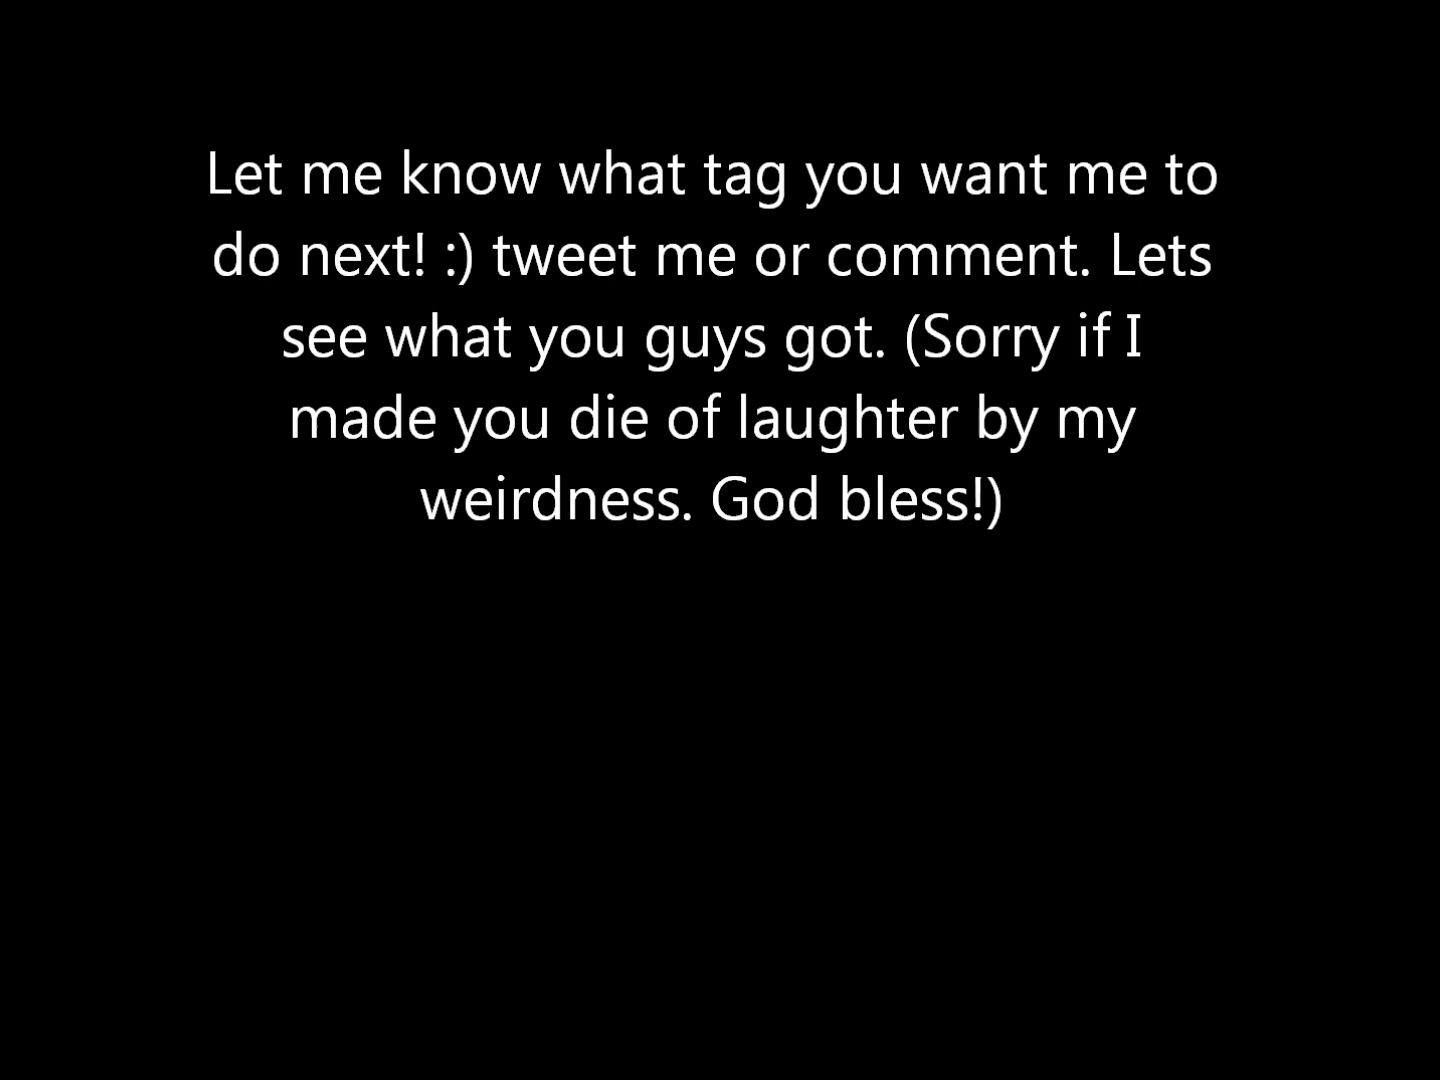 Let me know what tag you want me to
do next! :) tweet me or comment. Lets
see what you guys got. (Sorry if I
made you die of laughter by my
weirdness. God bless!)